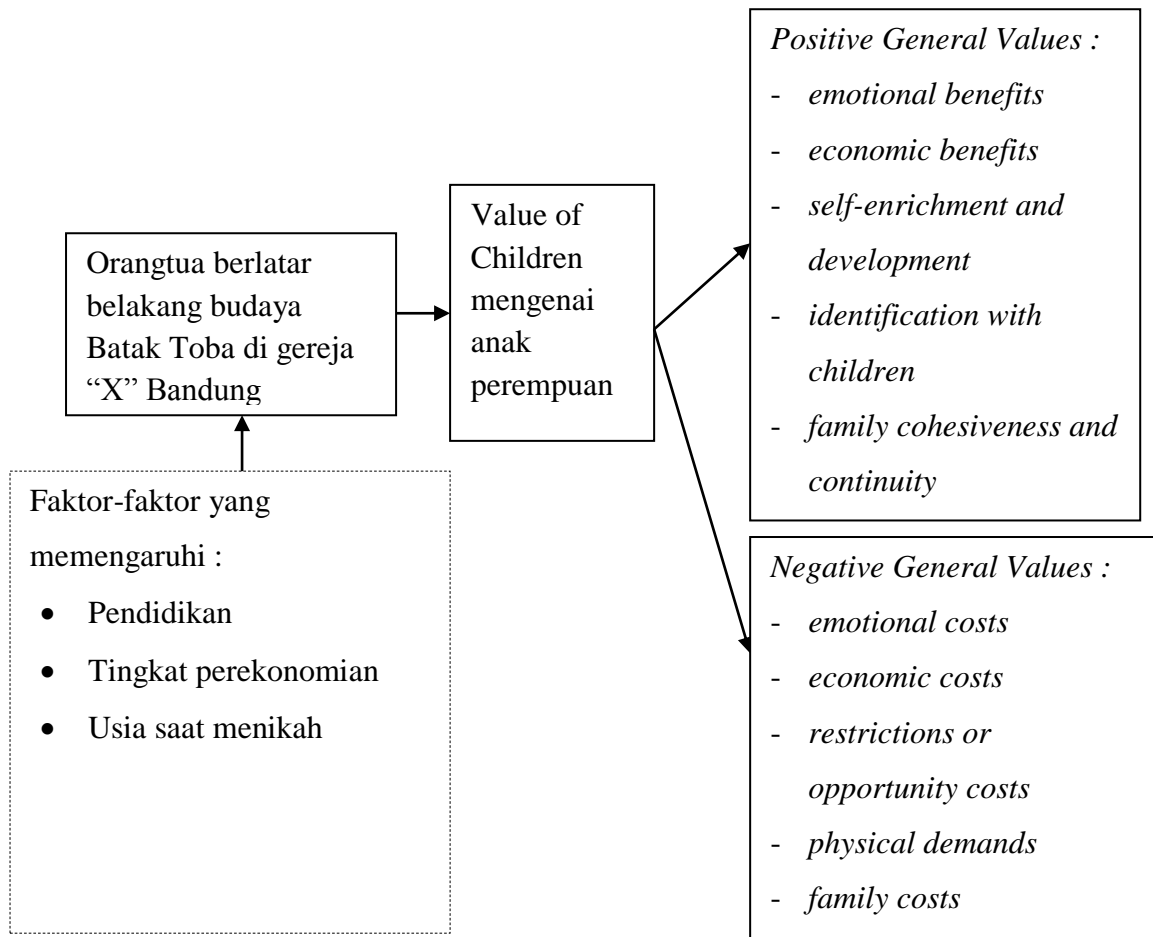 Orangtua berlatar
belakang budaya
Batak Toba di gereja
“X” Bandung
Faktor-faktor yang
memengaruhi :
• Pendidikan
• Tingkat perekonomian
• Usia saat menikah
Value of
Children
mengenai
anak
perempuan
Positive General Values :
- emotional benefits
- economic benefits
- self-enrichment and
development
- identification with
children
- family cohesiveness and
continuity
Negative General Values :
- emotional costs
- economic costs
- restrictions or
opportunity costs
- physical demands
- family costs